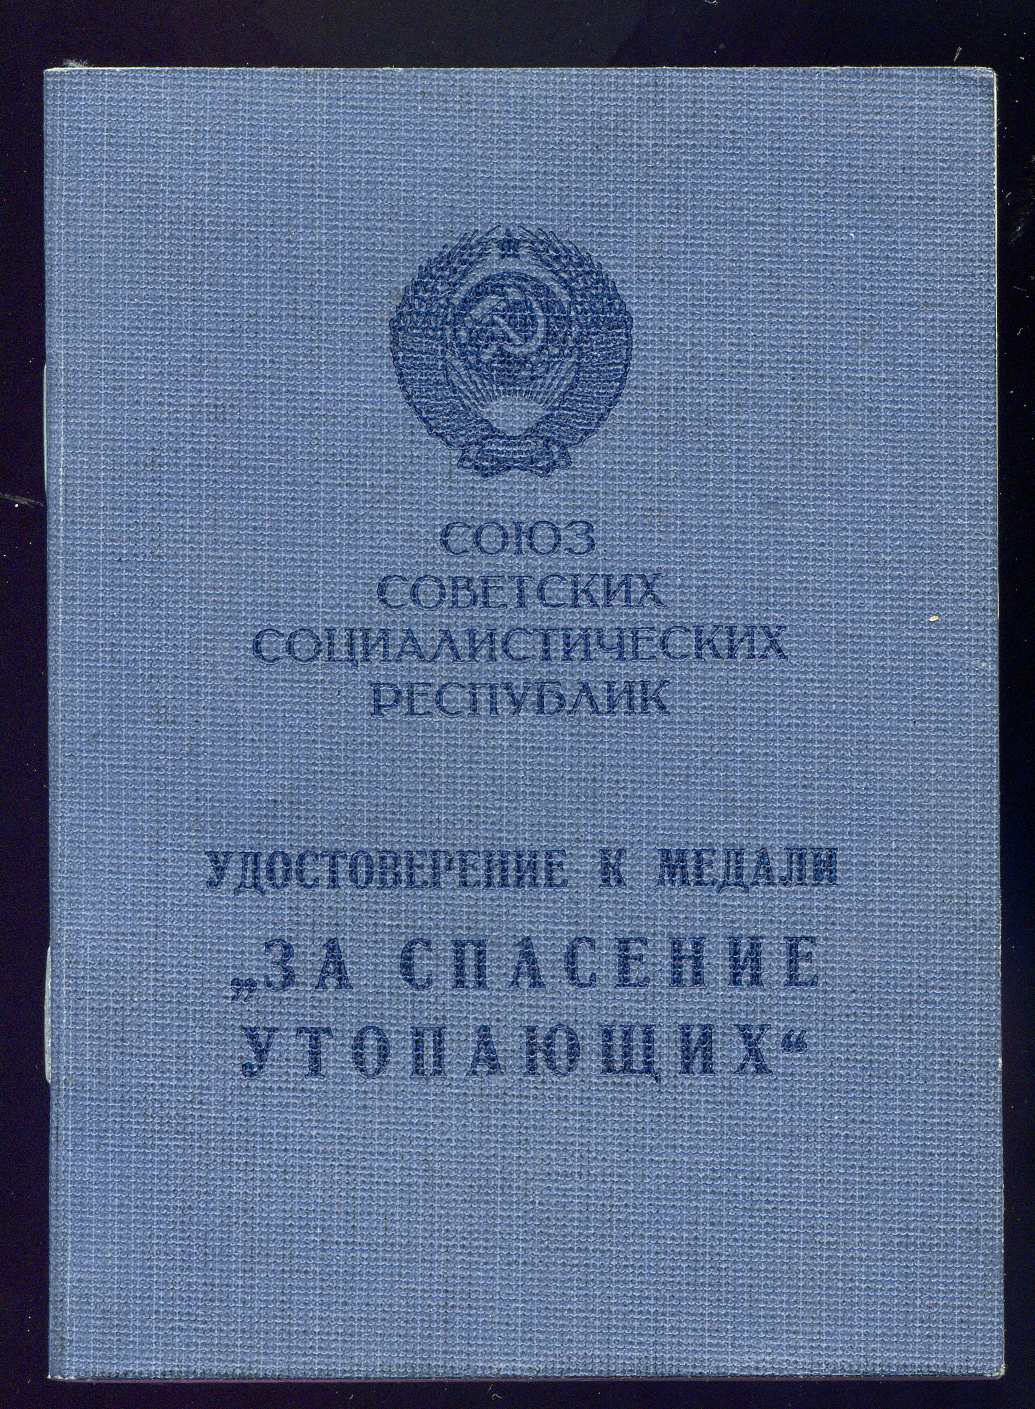 СОЮЗ
СОВЕТСКИХ
СОЦИАЛИСТИЧЕСКИХ
РЕСПУБЛИК
УДОСТОВЕРЕНИЕ К МЕДАЛИ
„ЗА СПАСЕНИЕ
УТОПАЮЩИХ“